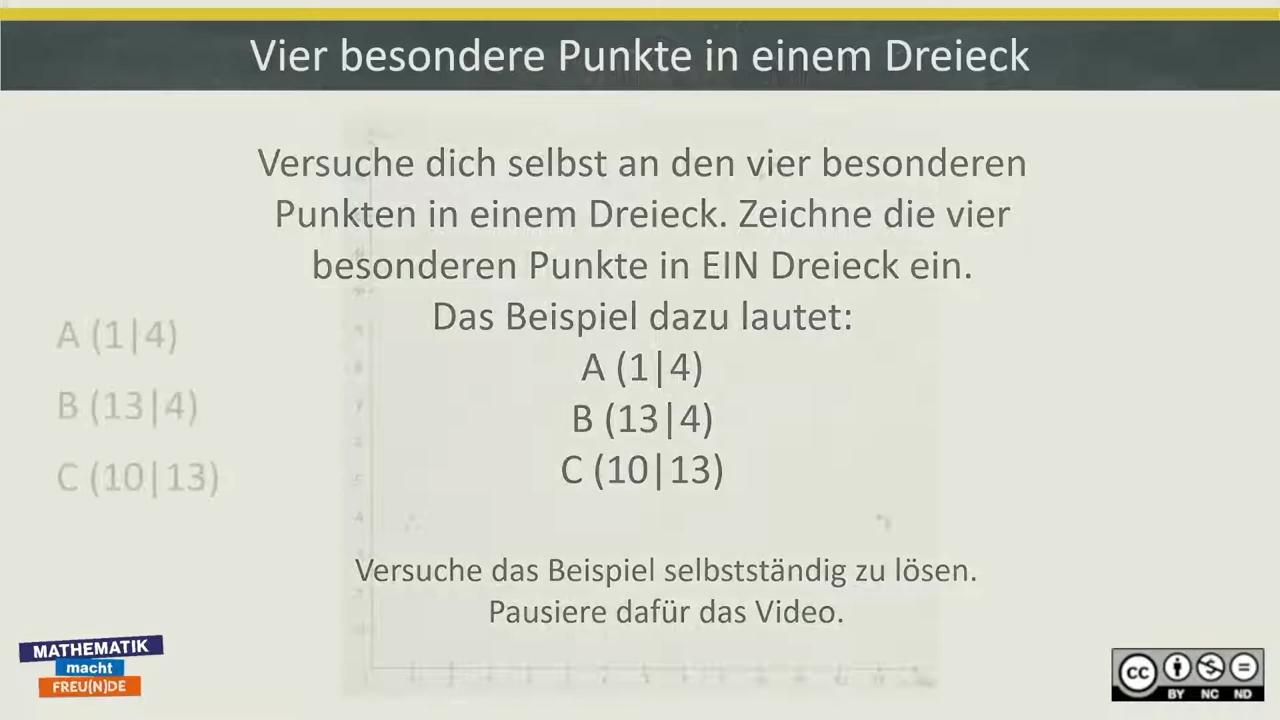 Vier besondere Punkte in einem Dreieck
Versuche dich selbst an den vier besonderen
Punkten in einem Dreieck. Zeichne die vier
besonderen Punkte in EIN Dreieck ein.
Das Beispiel dazu lautet:
A (1|4)
B (13|4)
C (10|13)
A (1|4)
B (13|4)
C (10|13)
Versuche das Beispiel selbstständig zu lösen.
Pausiere dafür das Video.
MATHEMATIK
macht
FREU(N)DE
cc
BY NC ND